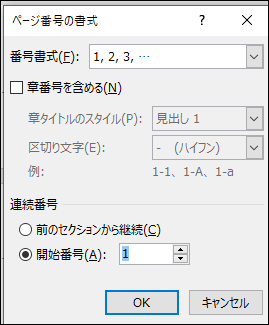 ページ番号の書式
番号書式(F): 1, 2, 3, …
章番号を含める(N)
章タイトルのスタイル(P): 見出し 1
区切り文字(E): - (ハイフン)
例: 1-1、1-A、1-a
連続番号
前のセクションから継続(C)
開始番号(A): 1
OK キャンセル